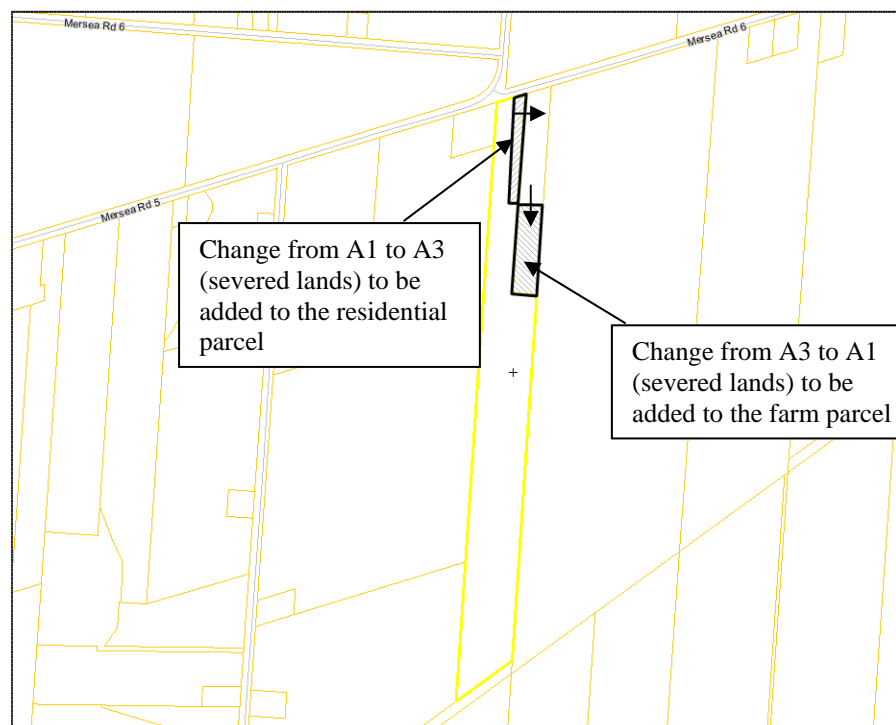 Mersea Rd 6
Mersea Rd 6
Mersea Rd 5
Change from A1 to A3
(severed lands) to be
added to the residential
parcel
Change from A3 to A1
(severed lands) to be
added to the farm parcel